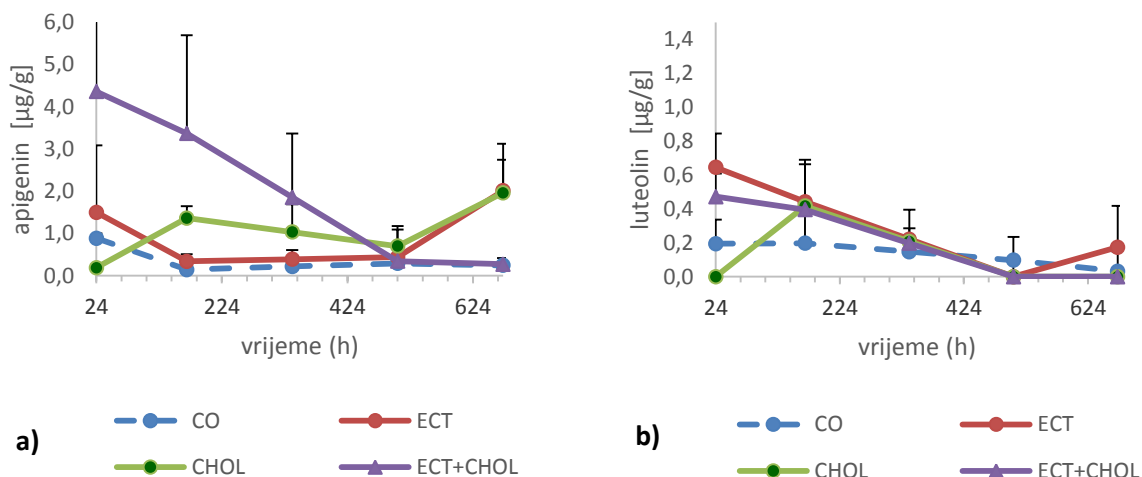 a)
b)
apigenin [µg/g]
6,0
5,0
4,0
3,0
2,0
1,0
0,0
24 224 424 624
vrijeme (h)
CO ECT
CHOL ECT+CHOL
luteolin [µg/g]
1,4
1,2
1,0
0,8
0,6
0,4
0,2
0,0
24 224 424 624
vrijeme (h)
CO ECT
CHOL ECT+CHOL
a)
b)